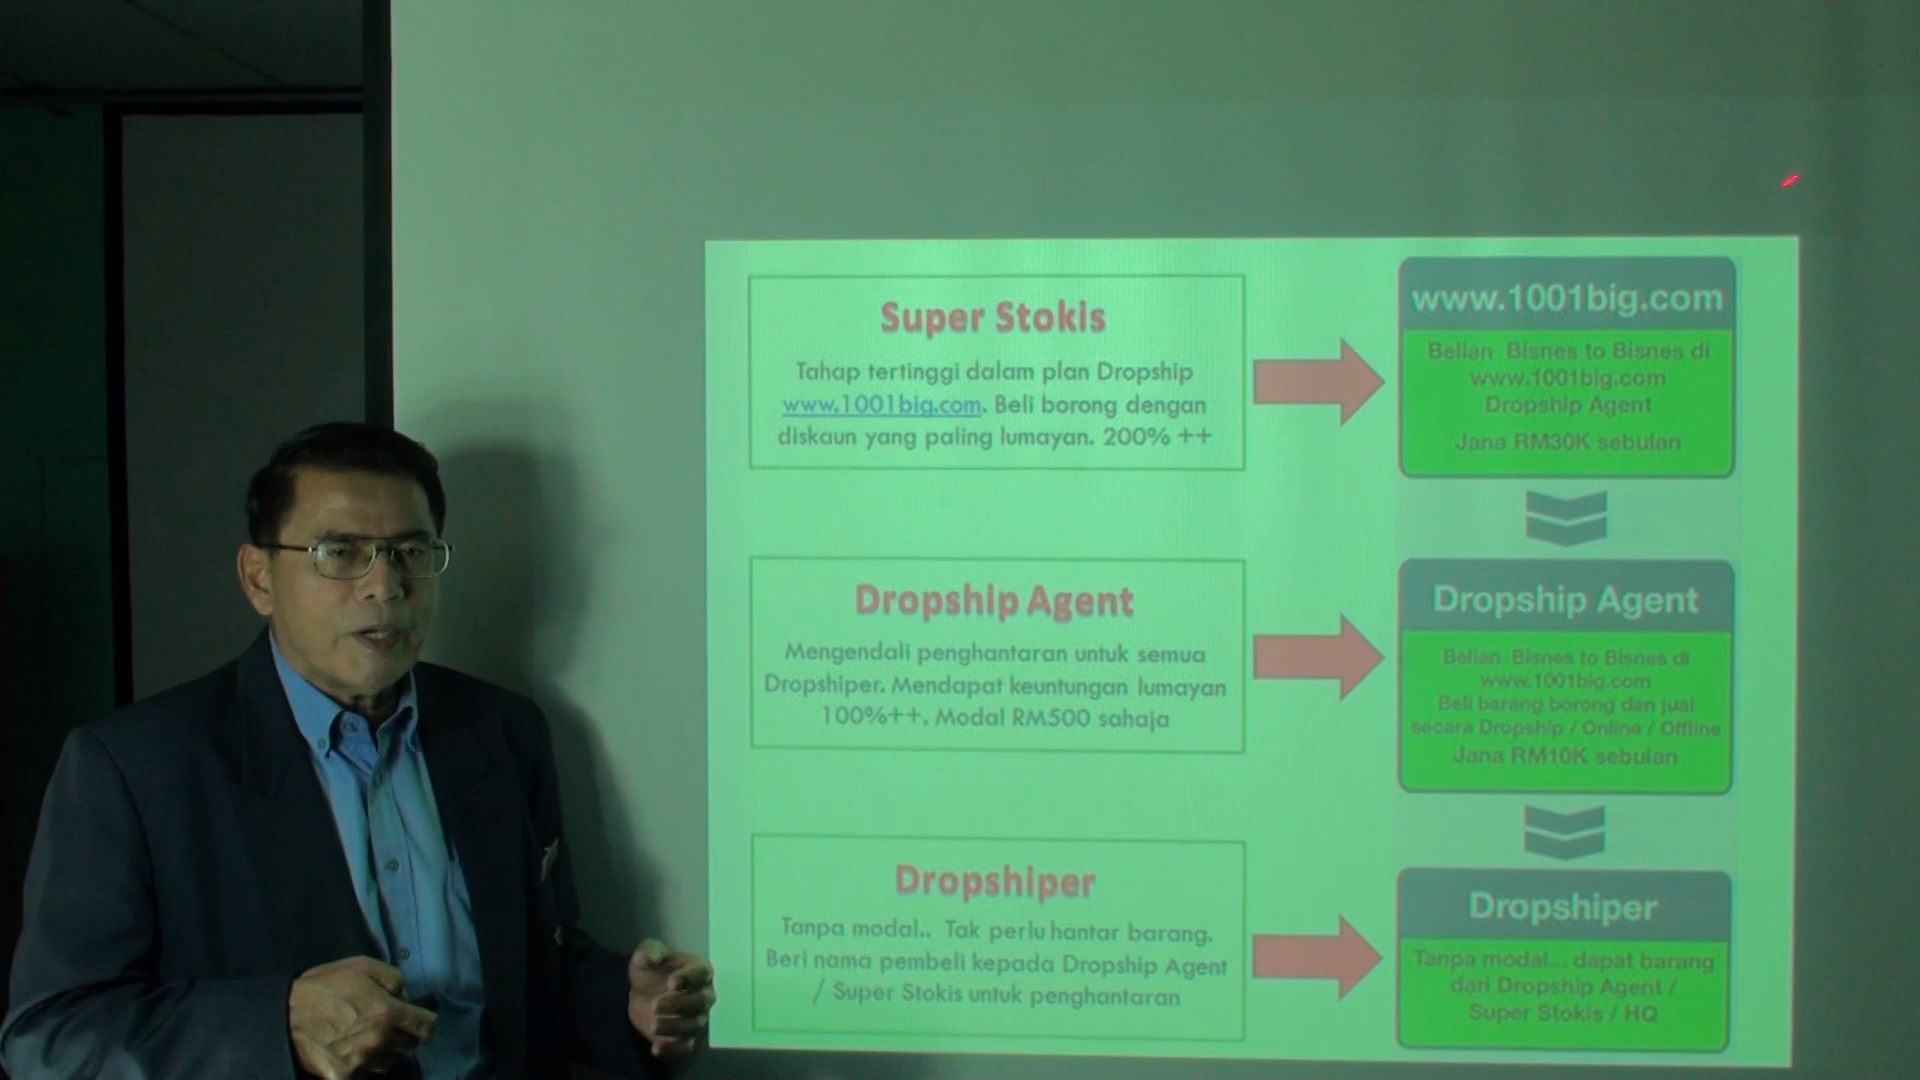 Super Stokis
Tahap tertinggi dalam plan Dropship
www.1001big.com. Beli borong dengan
diskaun yang paling lumayan. 200% ++
www.1001big.com
Belian Bisnes to Bisnes di
www.1001big.com
Dropship Agent
Jana RM30K sebulan
Dropship Agent
Mengendali penghantaran untuk semua
Dropshiper. Mendapat keuntungan lumayan
100%++. Modal RM500 sahaja
Dropship Agent
Belian Bisnes to Bisnes di
www.1001big.com
Beli barang borong dan jual
secara Dropship / Online / Offline
Jana RM10K sebulan
Dropshiper
Tanpa modal.. Tak perlu hantar barang.
Beri nama pembeli kepada Dropship Agent
/ Super Stokis untuk penghantaran
Dropshiper
Tanpa modal... dapat barang
dari Dropship Agent /
Super Stokis / HQ